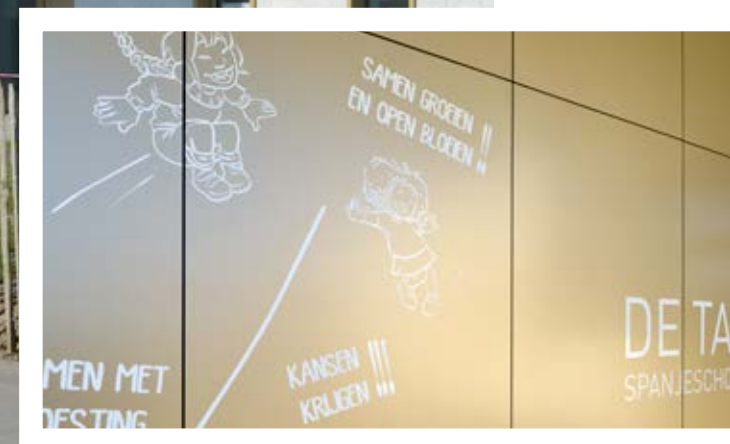 SAMEN GROEIEN !!
EN OPEN BLOEIEN !!
KANSEN !!!
KRIJGEN !!!
MEN MET
DE TA
SPANJESCHO